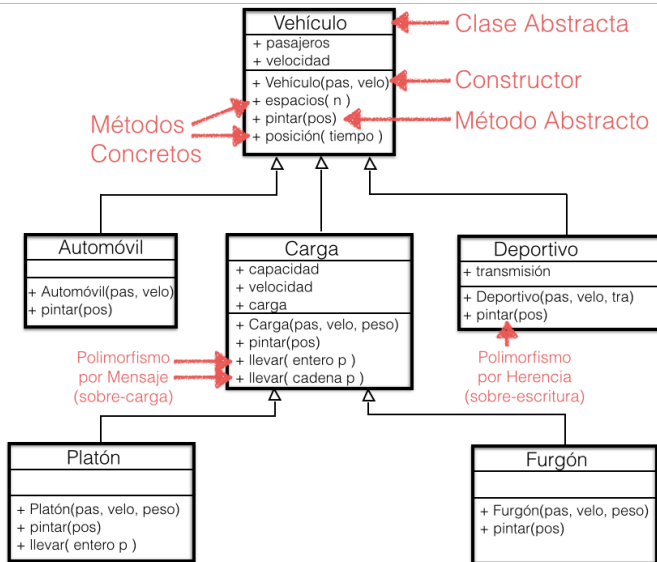 Vehículo
+ pasajeros
+ velocidad
+ Vehículo(pas, velo)
+ espacios( n )
+ pintar(pos)
+ posición( tiempo )
Clase Abstracta
Constructor
Método Abstracto
Métodos
Concretos
Automóvil
+ Automóvil(pas, velo)
+ pintar(pos)
Carga
+ capacidad
+ velocidad
+ carga
+ Carga(pas, velo, peso)
+ pintar(pos)
+ llevar( entero p )
+ llevar( cadena p )
Deportivo
+ transmisión
+ Deportivo(pas, velo, tra)
+ pintar(pos)
Polimorfismo
por Mensaje
(sobre-carga)
Polimorfismo
por Herencia
(sobre-escritura)
Platón
+ Platón(pas, velo, peso)
+ pintar(pos)
+ llevar( entero p )
Furgón
+ Furgón(pas, velo, peso)
+ pintar(pos)